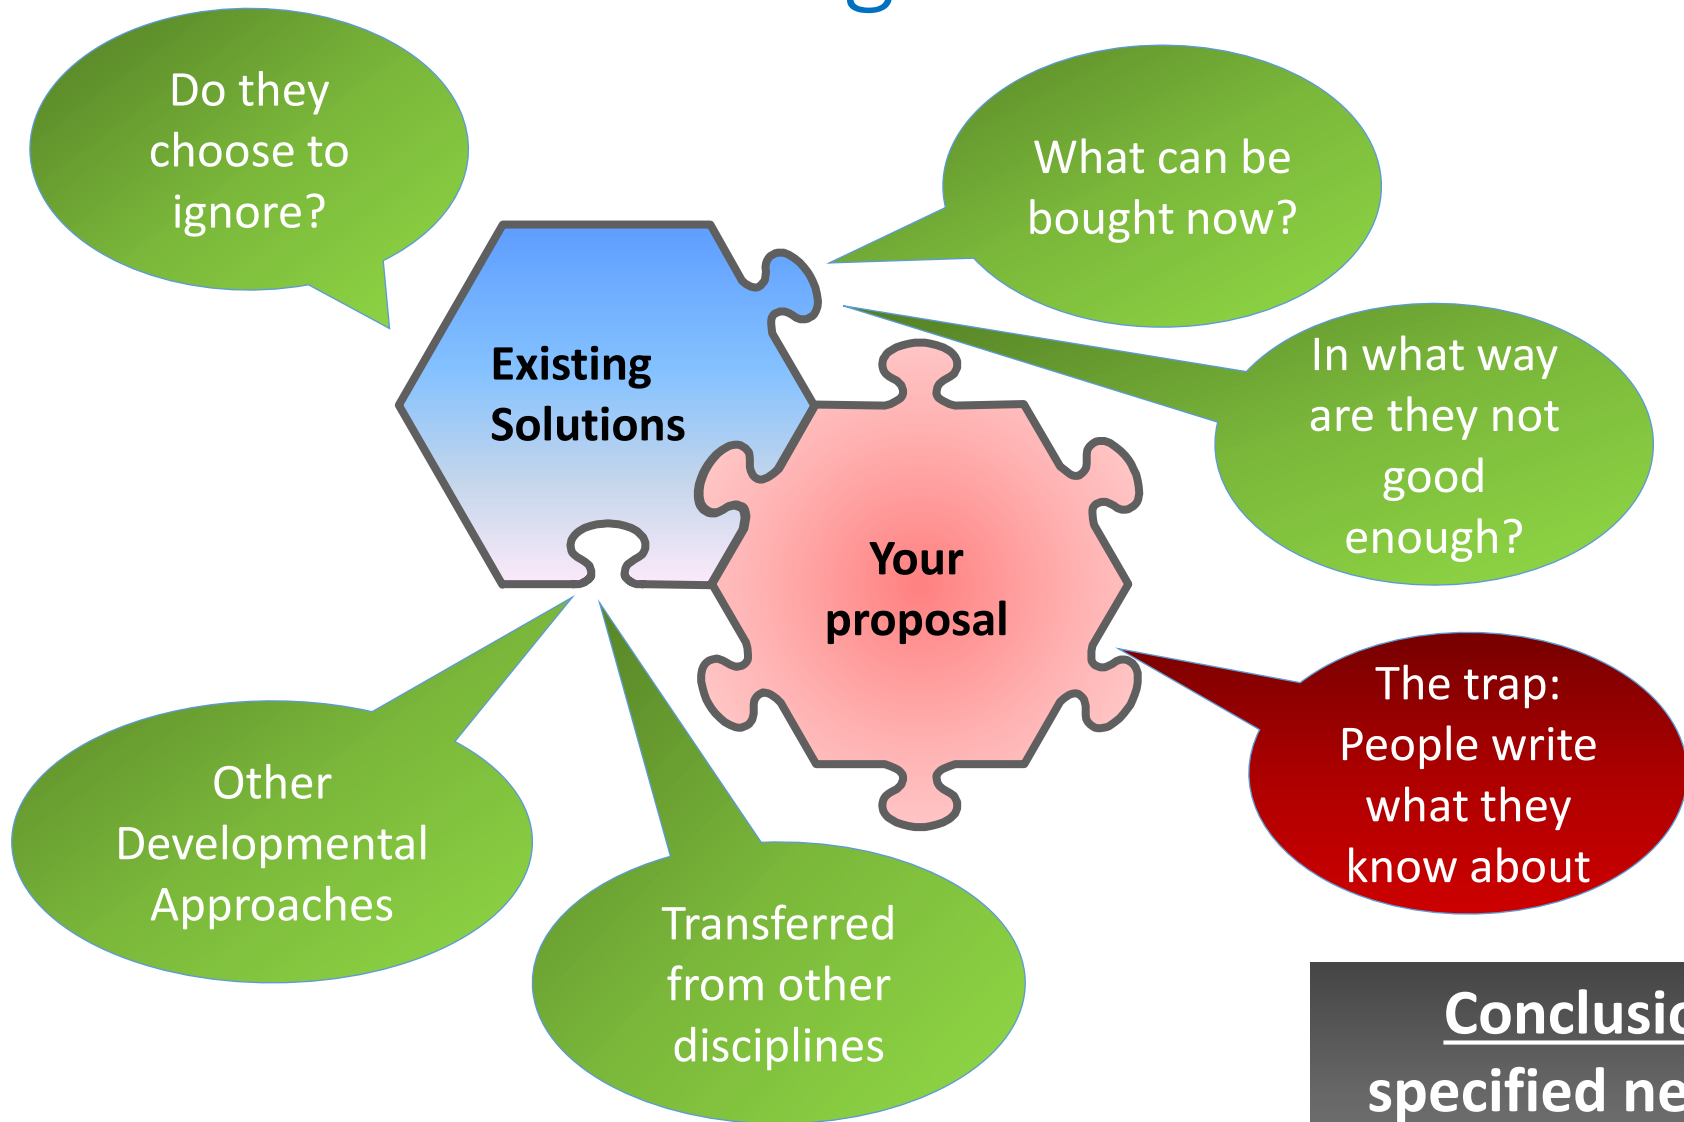 Do they
choose to
ignore?
What can be
bought now?
Existing
Solutions
In what way
are they not
good
enough?
Your
proposal
The trap:
People write
what they
know about
Other
Developmental
Approaches
Transferred
from other
disciplines
specified